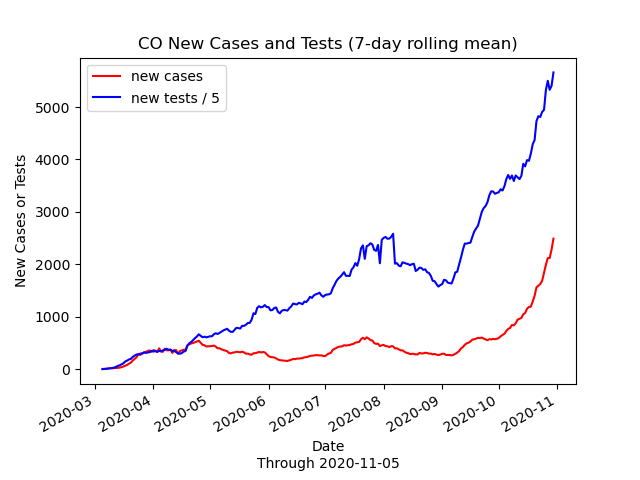 CO New Cases and Tests (7-day rolling mean)
new cases
new tests / 5
New Cases or Tests
5000
4000
3000
2000
1000
0
2020-03
2020-04
2020-05
2020-06
2020-07
2020-08
2020-09
2020-10
2020-11
Date
Through 2020-11-05